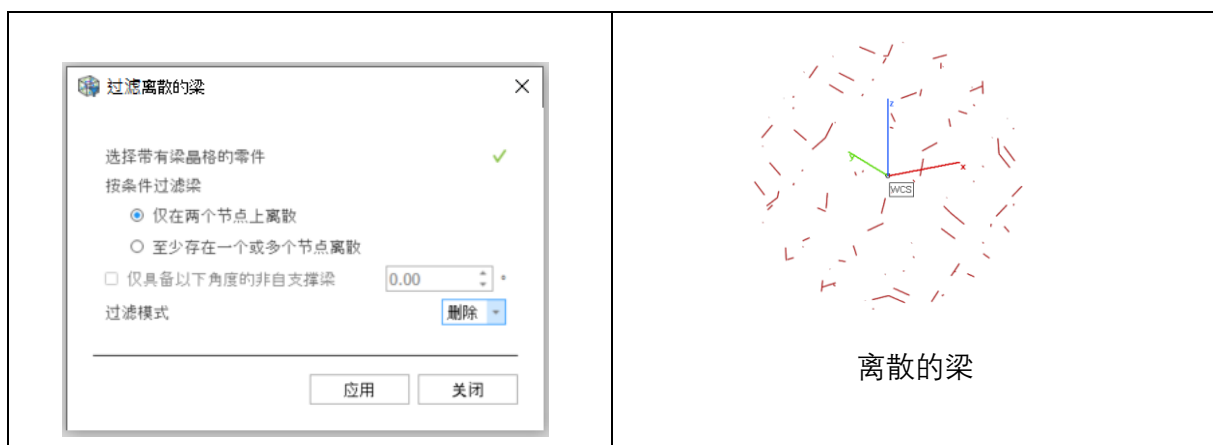 过滤离散的梁
选择带有梁晶格的零件
按条件过滤梁
仅在两个节点上离散
至少存在一个或多个节点离散
仅具备以下角度的非自支撑梁 0.00 °
过滤模式 删除
应用 关闭
z
y
x
WCS
离散的梁